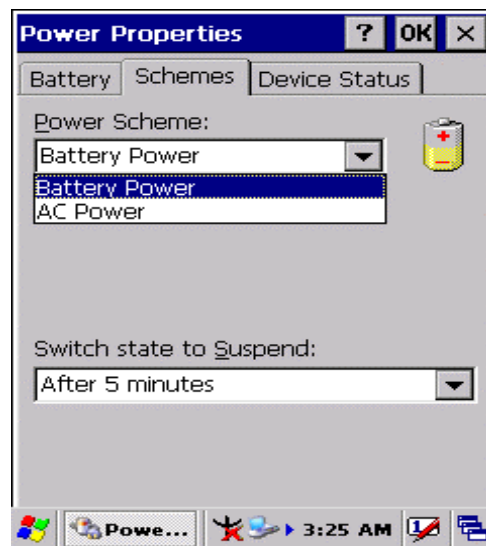 Power Properties ? OK ×
Battery Schemes Device Status
Power Scheme:
Battery Power
Battery Power
AC Power
Switch state to Suspend:
After 5 minutes
Powe... 3:25 AM